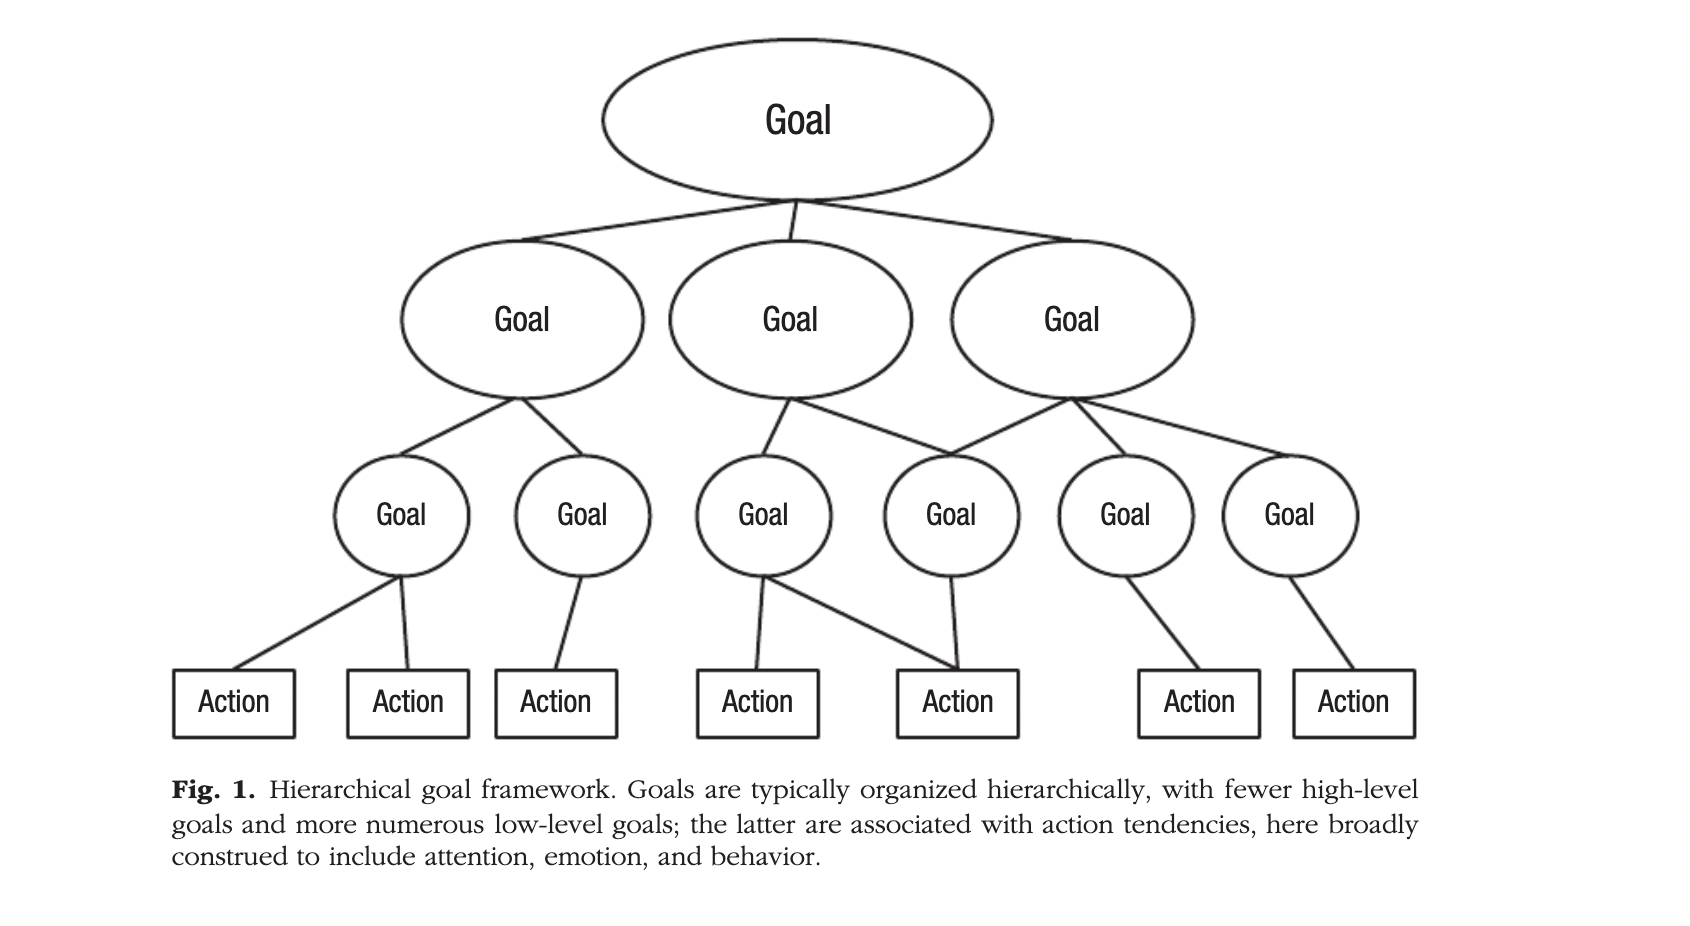 Goal
Goal Goal Goal
Goal Goal Goal Goal Goal Goal
Action Action Action Action Action Action Action
Fig. 1. Hierarchical goal framework. Goals are typically organized hierarchically, with fewer high-level
goals and more numerous low-level goals; the latter are associated with action tendencies, here broadly
construed to include attention, emotion, and behavior.